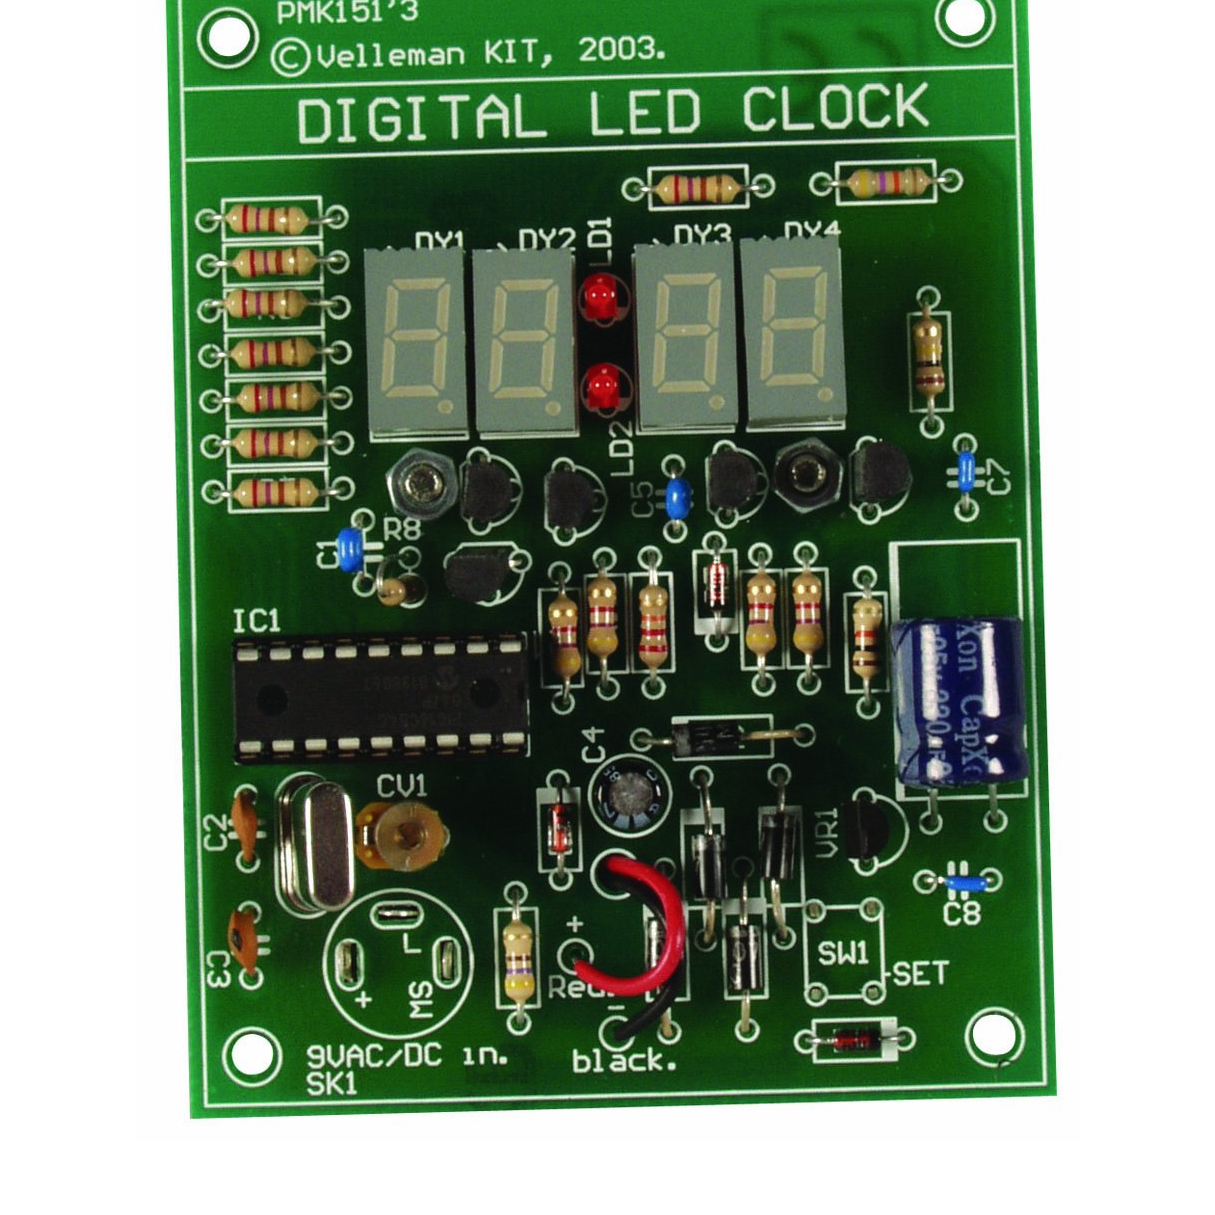 PMK151'3
©Velleman KIT, 2003.
DIGITAL LED CLOCK
DY1
DY2
LD1
DY3
DY4
LD2
C5
C7
C1
R8
IC1
C4
CV1
C2
VR1
Xon CapX
C8
C3
+
L
MS
+
Red.
-
SW1
SET
9VAC/DC in.
SK1
black.